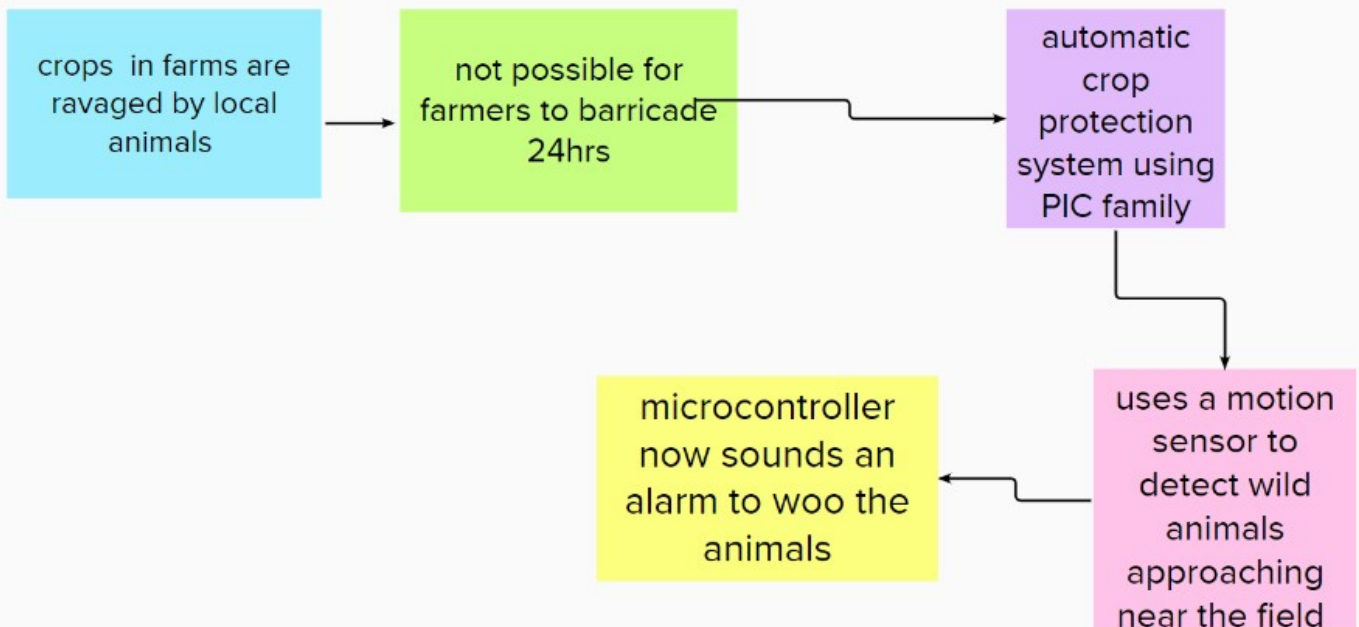 crops in farms are
ravaged by local
animals
not possible for
farmers to barricade
24hrs
automatic
crop
protection
system using
PIC family
uses a motion
sensor to
detect wild
animals
approaching
near the field
microcontroller
now sounds an
alarm to woo the
animals